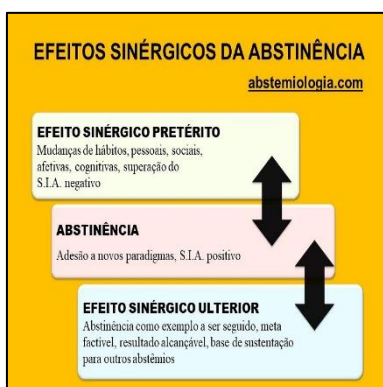 EFEITOS SINÉRGICOS DA ABSTINÊNCIA
abstemiologia.com
EFEITO SINÉRGICO PRETÉRITO
Mudanças de hábitos, pessoais, sociais,
afetivas, cognitivas, superação do
S.I.A. negativo
ABSTINÊNCIA
Adesão a novos paradigmas, S.I.A. positivo
EFEITO SINÉRGICO ULTERIOR
Abstinência como exemplo a ser seguido, meta
factível, resultado alcançável, base de sustentação
para outros abstêmios